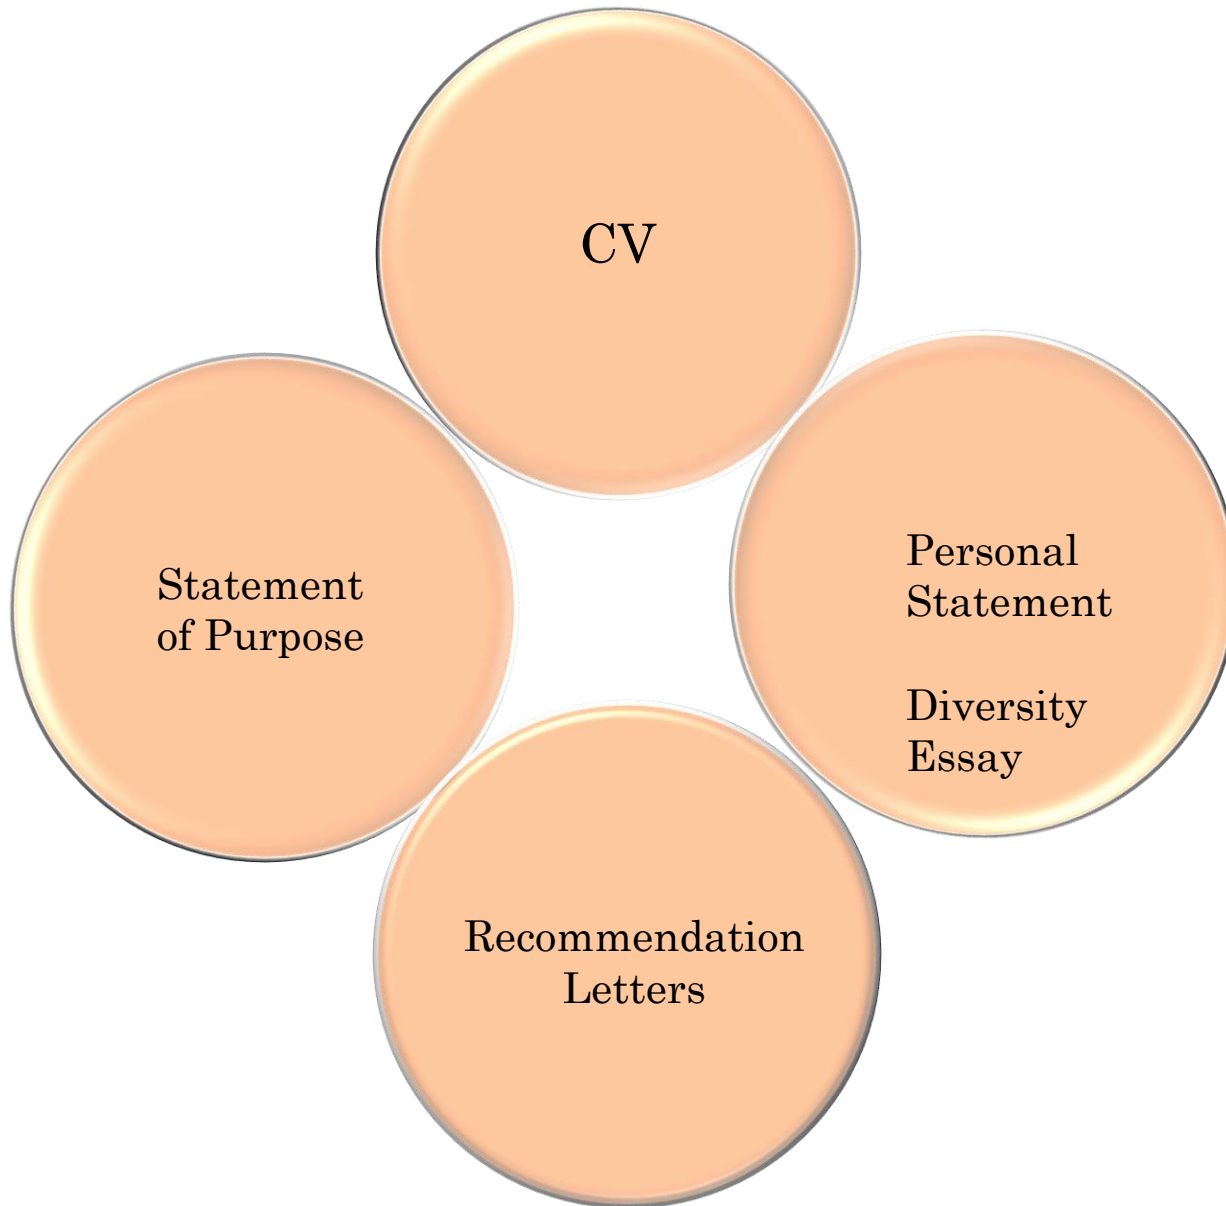 CV
Statement
of Purpose
Personal
Statement
Diversity
Essay
Recommendation
Letters